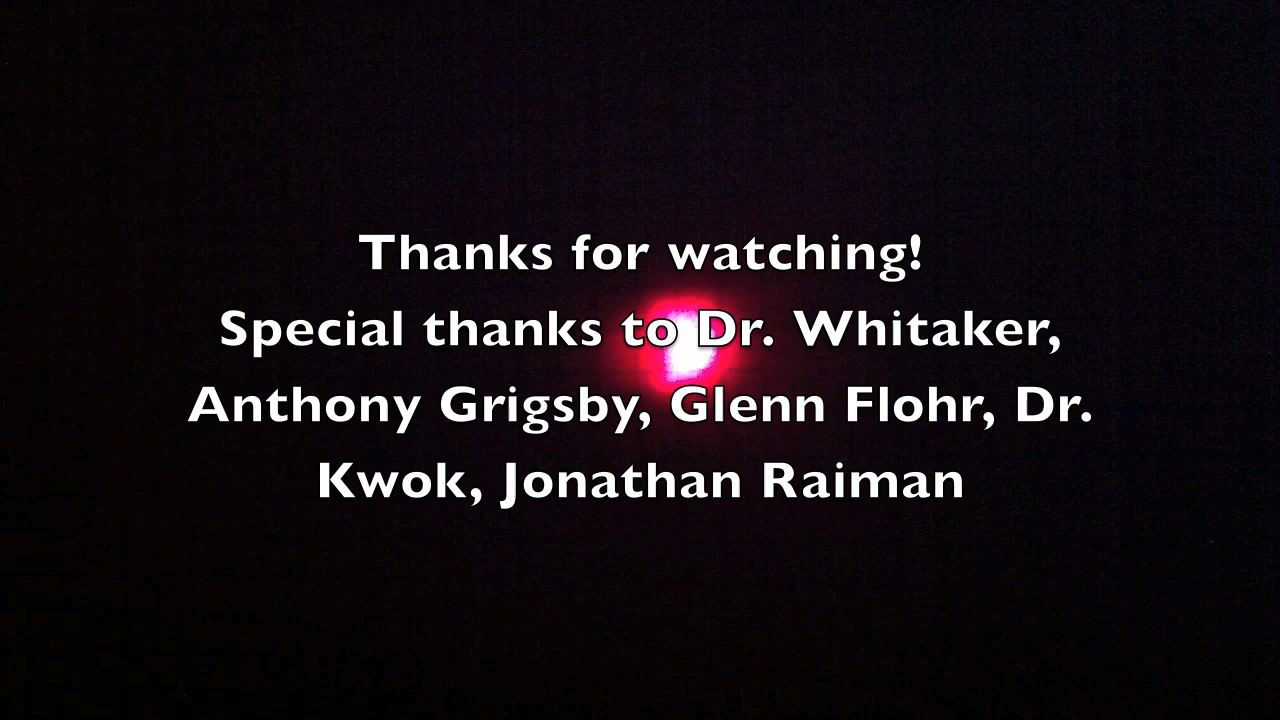 Thanks for watching!
Special thanks to Dr. Whitaker,
Anthony Grigsby, Glenn Flohr, Dr.
Kwok, Jonathan Raiman